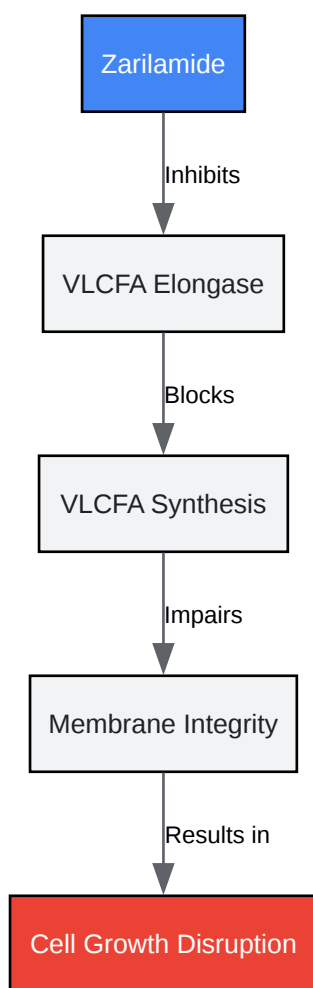 Zarilamide
Inhibits
VLCFA Elongase
Blocks
VLCFA Synthesis
Impairs
Membrane Integrity
Results in
Cell Growth Disruption